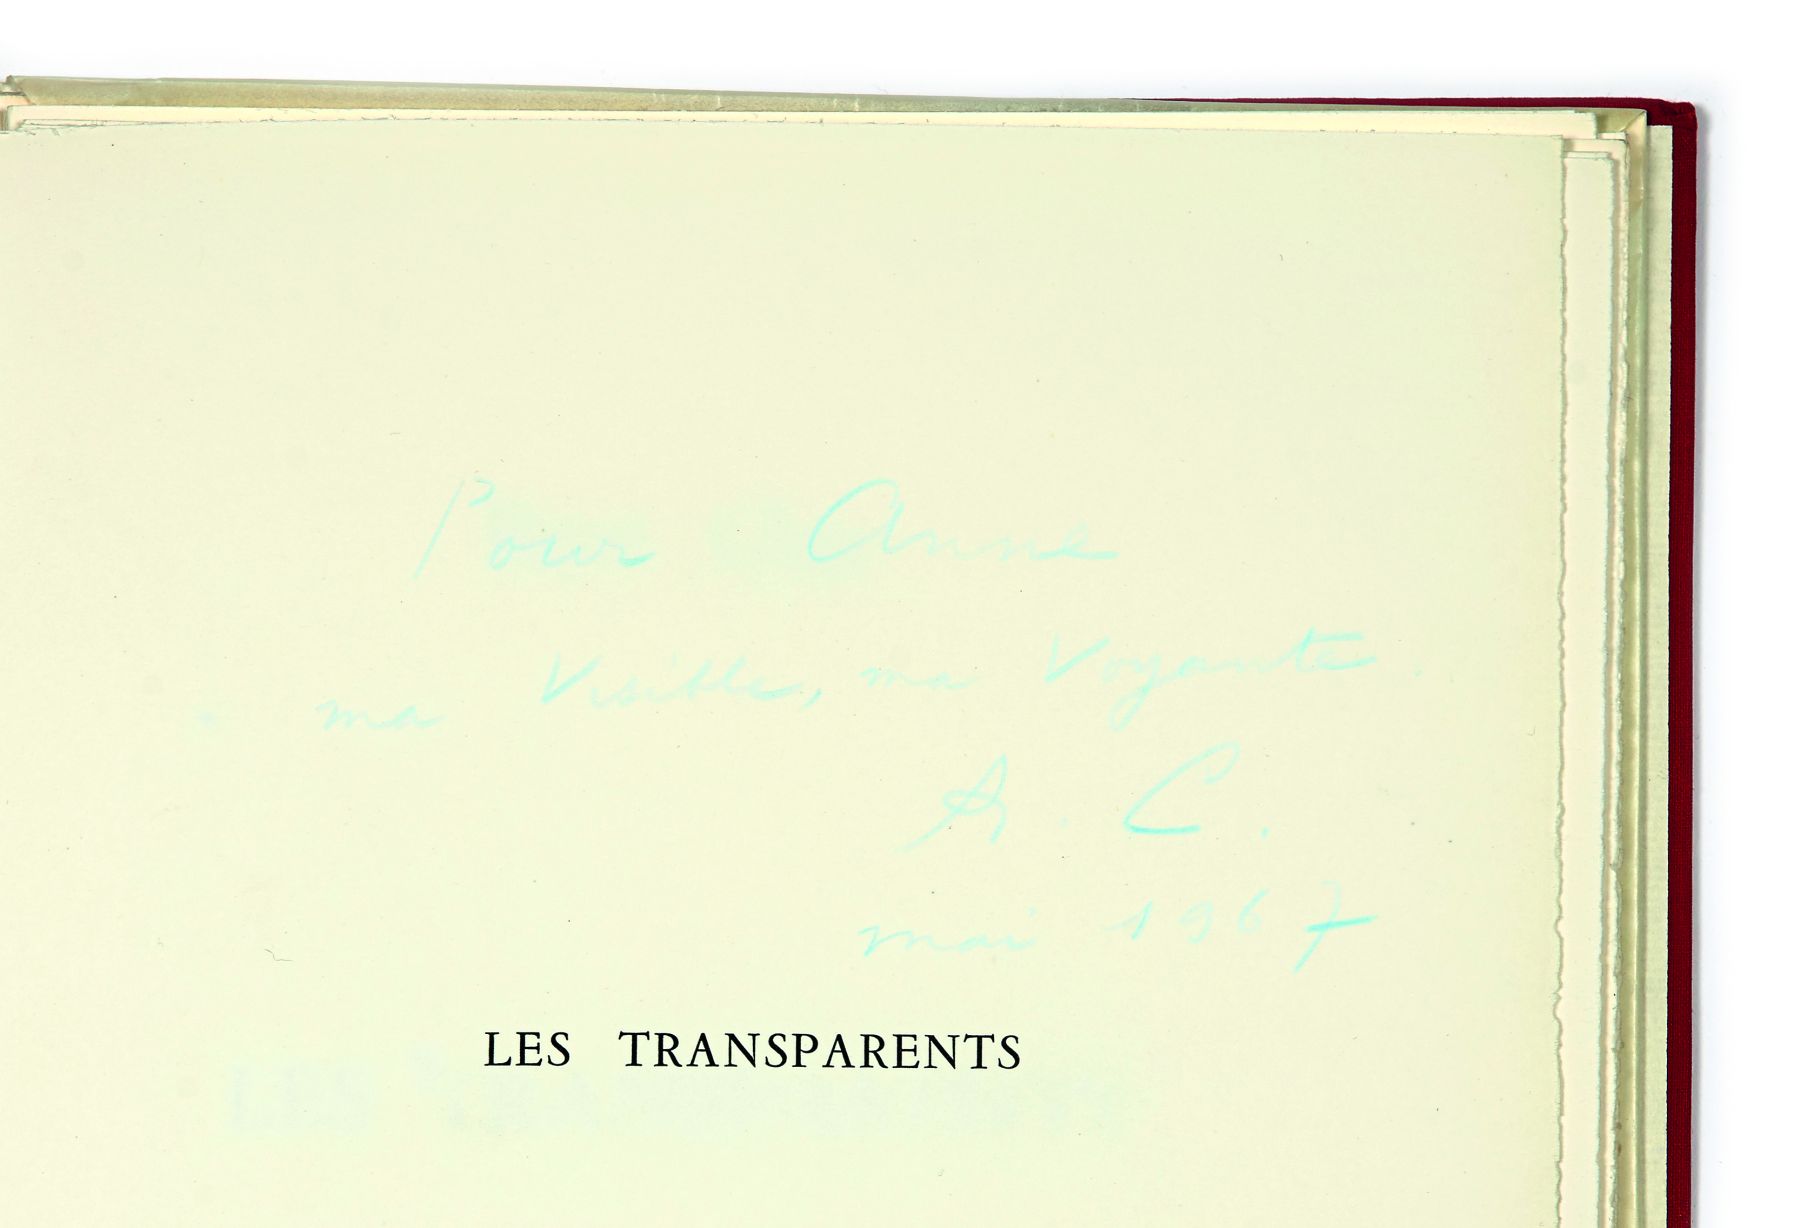 Pour Anne
ma Visible, ma Voyante.
R. C.
mai 1967
LES TRANSPARENTS